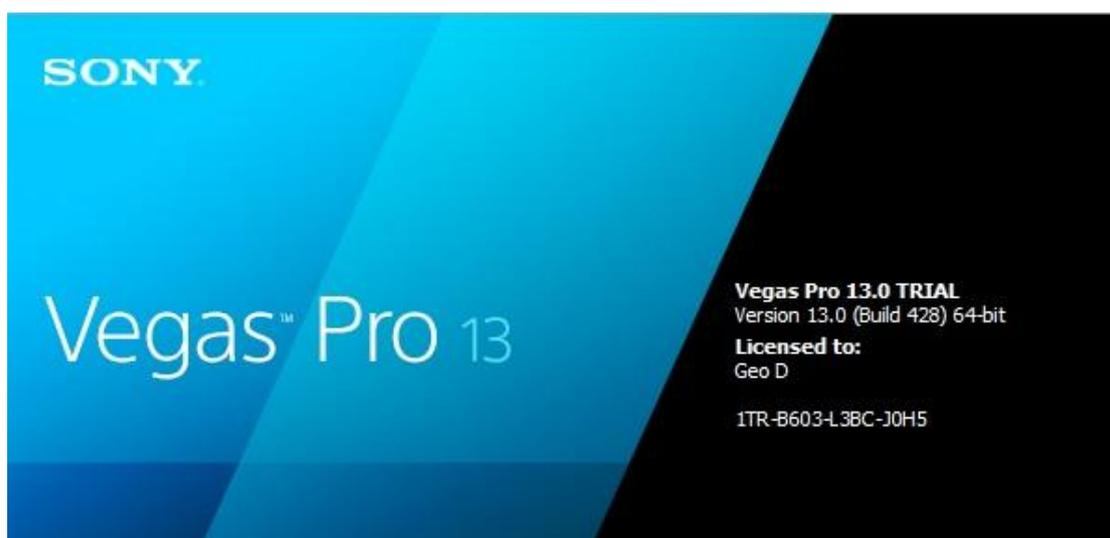 SONY
Vegas™ Pro 13
Vegas Pro 13.0 TRIAL
Version 13.0 (Build 428) 64-bit
Licensed to:
Geo D
1TR-B603-L3BC-J0H5